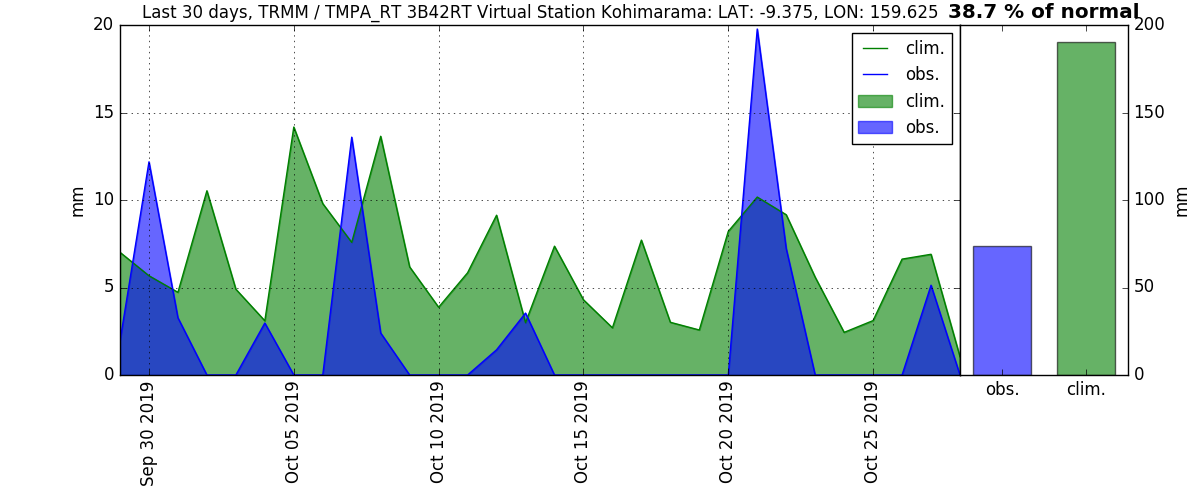 Last 30 days, TRMM / TMPA_RT 3B42RT Virtual Station Kohimarama: LAT: -9.375, LON: 159.625 38.7 % of normal
20 200
clim.
obs.
clim.
obs.
15 150
10 100
mm mm
5 50
0 0
obs. clim.
Sep 30 2019 Oct 05 2019 Oct 10 2019 Oct 15 2019 Oct 20 2019 Oct 25 2019